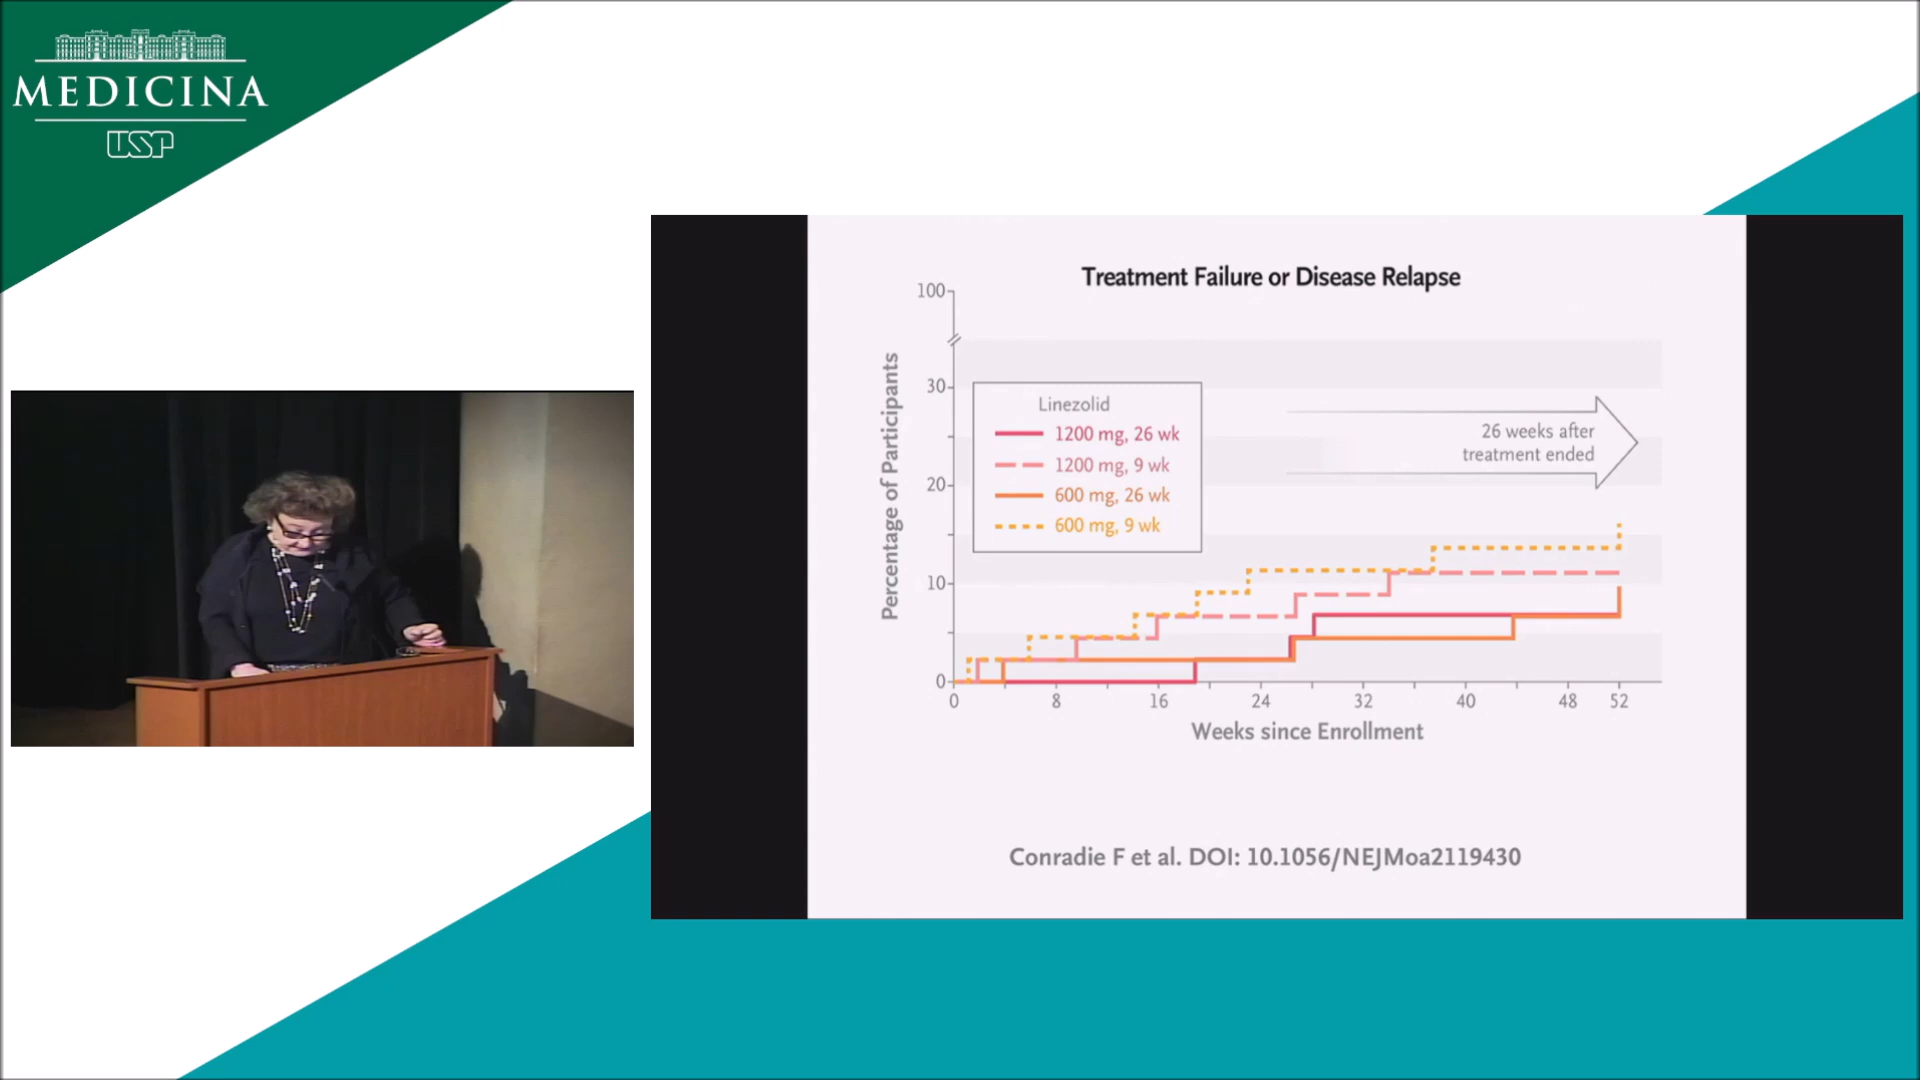 MEDICINA
USP
Treatment Failure or Disease Relapse
100
30
20
10
0
Percentage of Participants
Linezolid
1200 mg, 26 wk
1200 mg, 9 wk
600 mg, 26 wk
600 mg, 9 wk
26 weeks after
treatment ended
0 8 16 24 32 40 48 52
Weeks since Enrollment
Conradie F et al. DOI: 10.1056/NEJMoa2119430